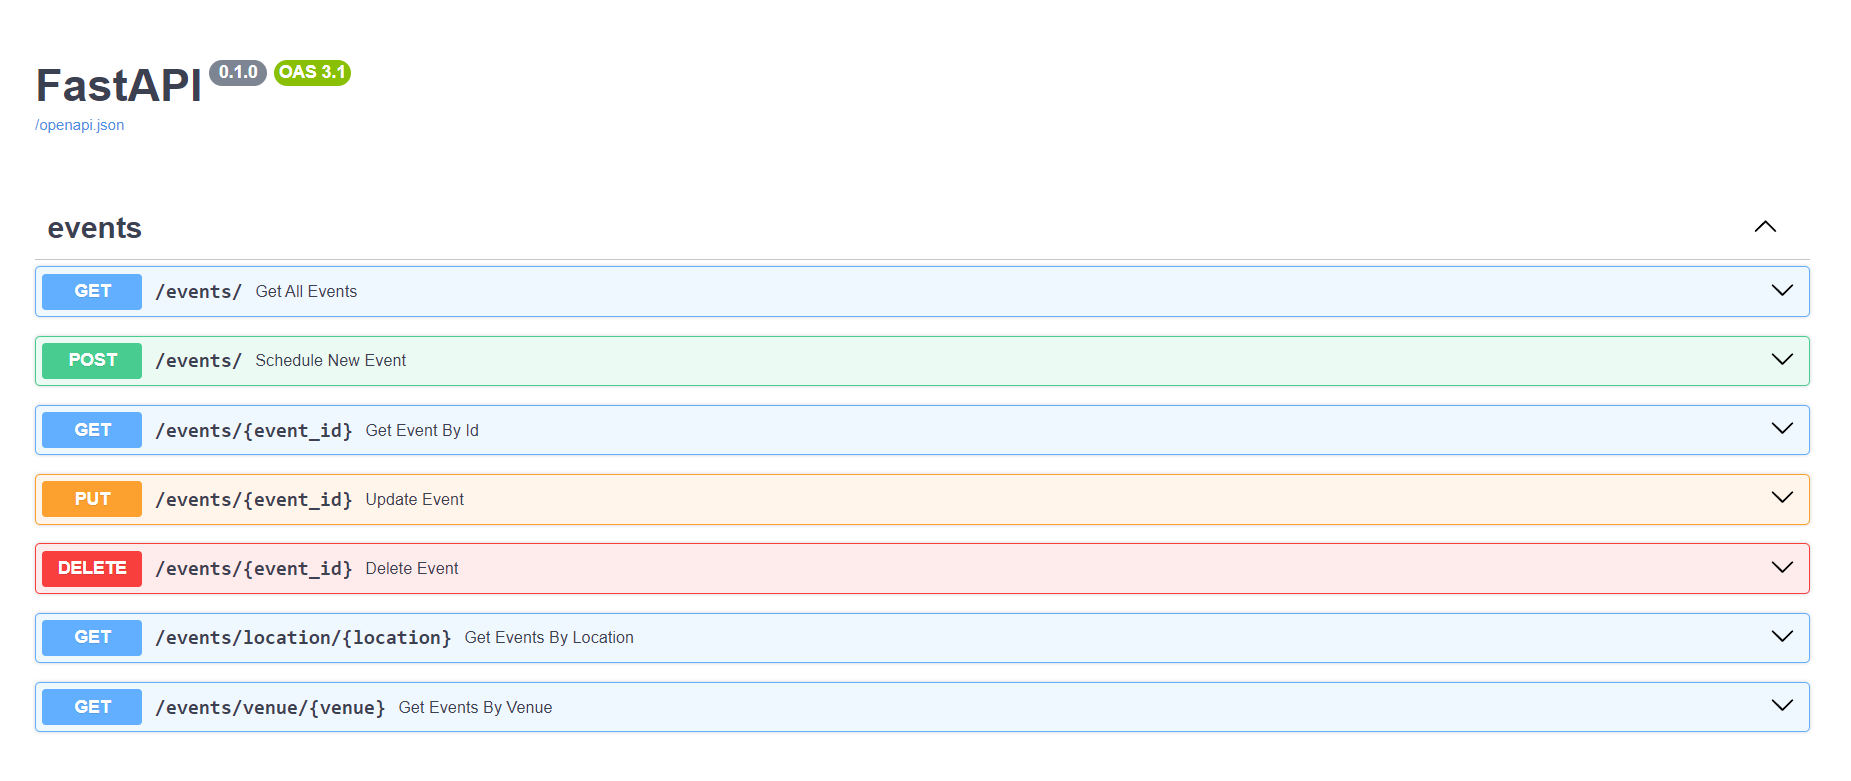 FastAPI 0.1.0 OAS 3.1
/openapi.json
events
GET /events/ Get All Events
POST /events/ Schedule New Event
GET /events/{event_id} Get Event By Id
PUT /events/{event_id} Update Event
DELETE /events/{event_id} Delete Event
GET /events/location/{location} Get Events By Location
GET /events/venue/{venue} Get Events By Venue